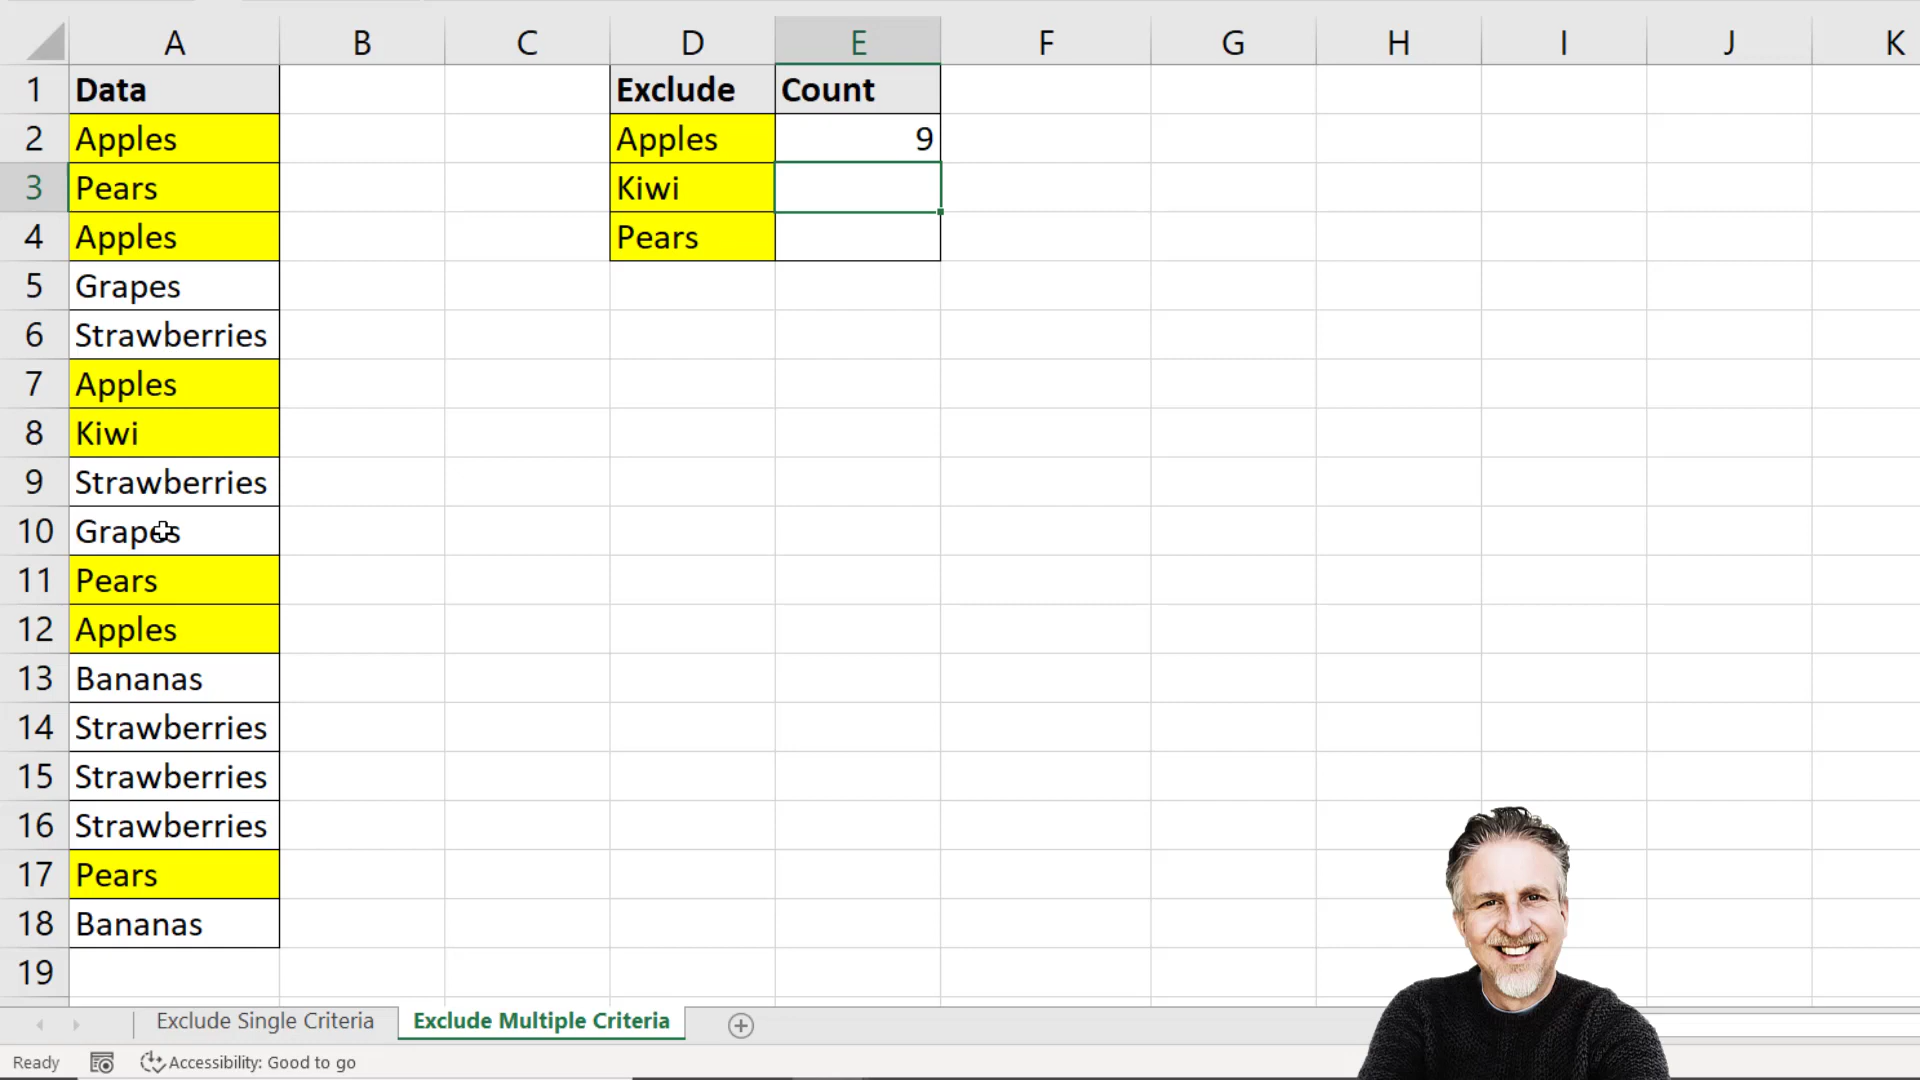 A B C D E F G H I J K
1 Data Exclude Count
2 Apples Apples 9
3 Pears Kiwi
4 Apples Pears
5 Grapes
6 Strawberries
7 Apples
8 Kiwi
9 Strawberries
10 Grapes
11 Pears
12 Apples
13 Bananas
14 Strawberries
15 Strawberries
16 Strawberries
17 Pears
18 Bananas
19
Exclude Single Criteria Exclude Multiple Criteria
Ready Accessibility: Good to go